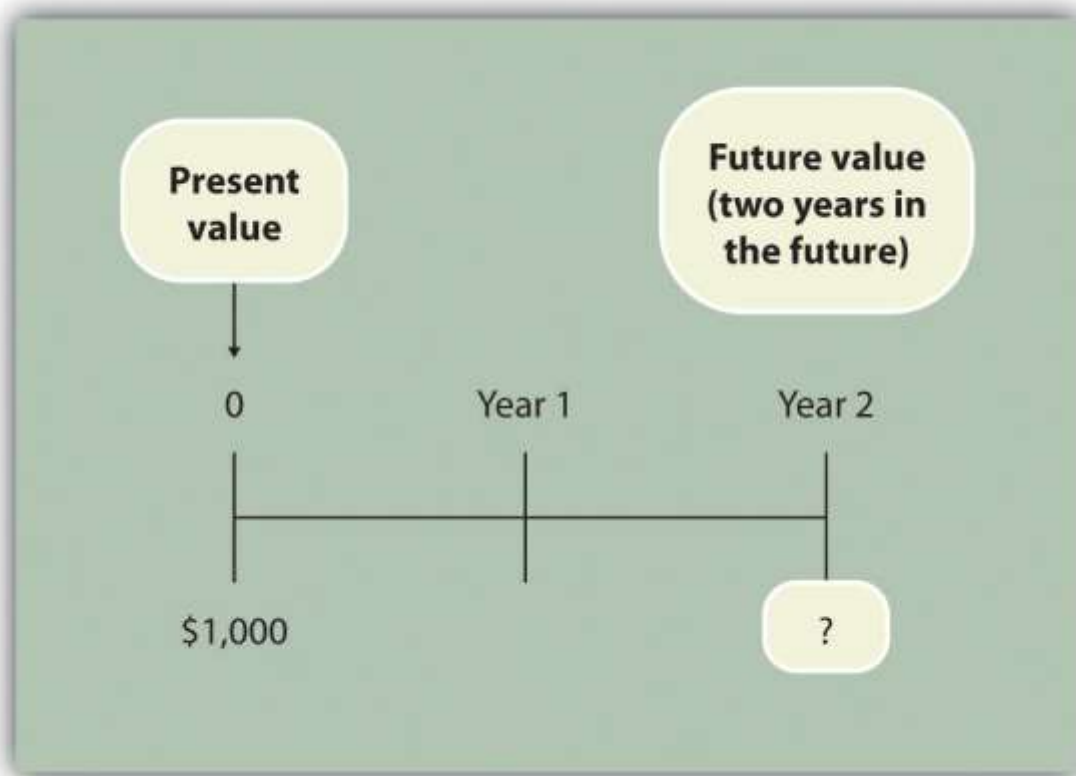 Present
value
Future value
(two years in
the future)
0
Year 1
Year 2
$1,000
?